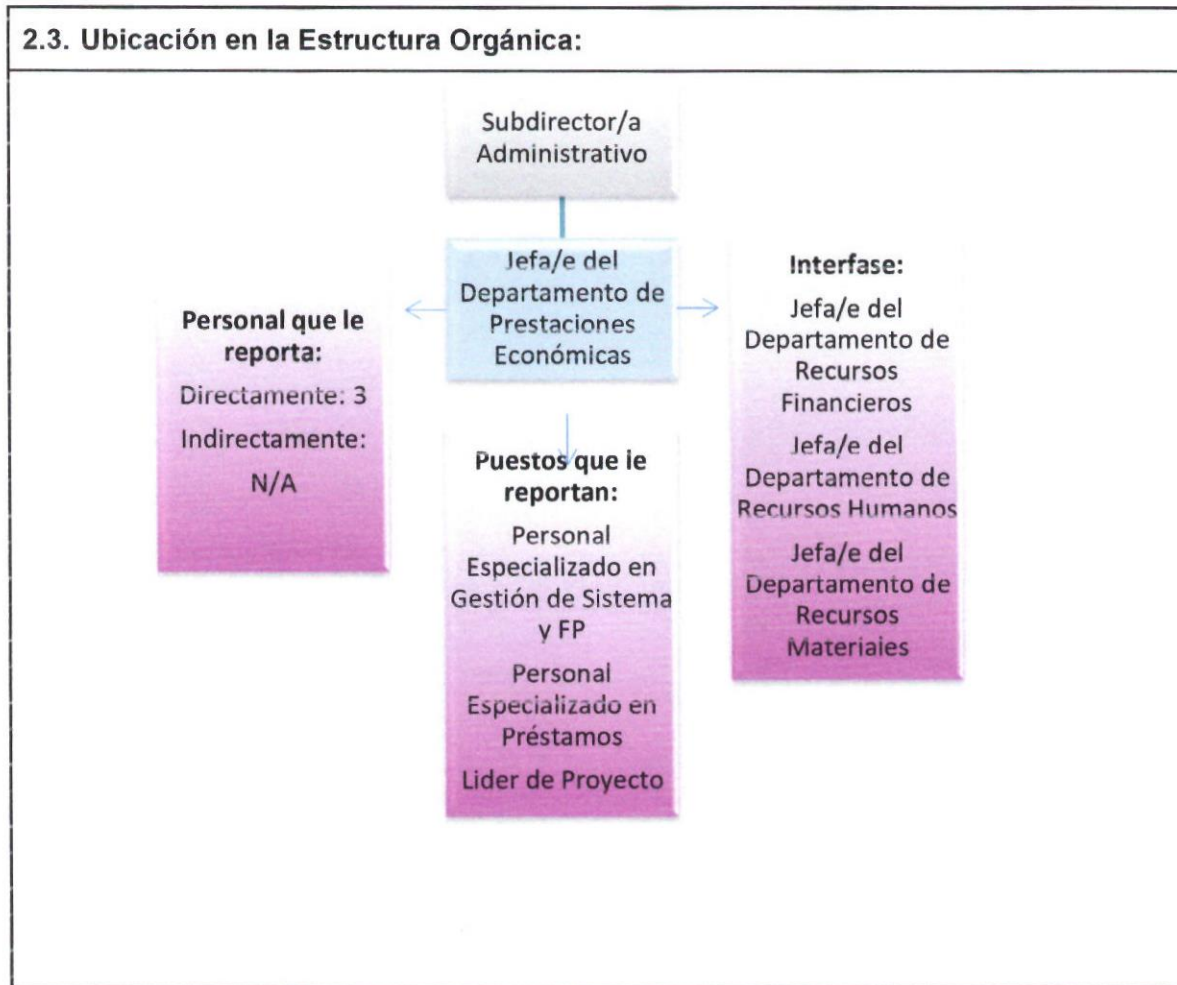 2.3. Ubicación en la Estructura Orgánica:
Subdirector/a
Administrativo
Jefa/e del
Departamento de
Prestaciones
Económicas
Personal que le
reporta:
Directamente: 3
Indirectamente:
N/A
Puestos que le
reportan:
Personal
Especializado en
Gestión de Sistema
y FP
Personal
Especializado en
Préstamos
Lider de Proyecto
Interfase:
Jefa/e del
Departamento de
Recursos
Financieros
Jefa/e del
Departamento de
Recursos Humanos
Jefa/e del
Departamento de
Recursos
Materiales